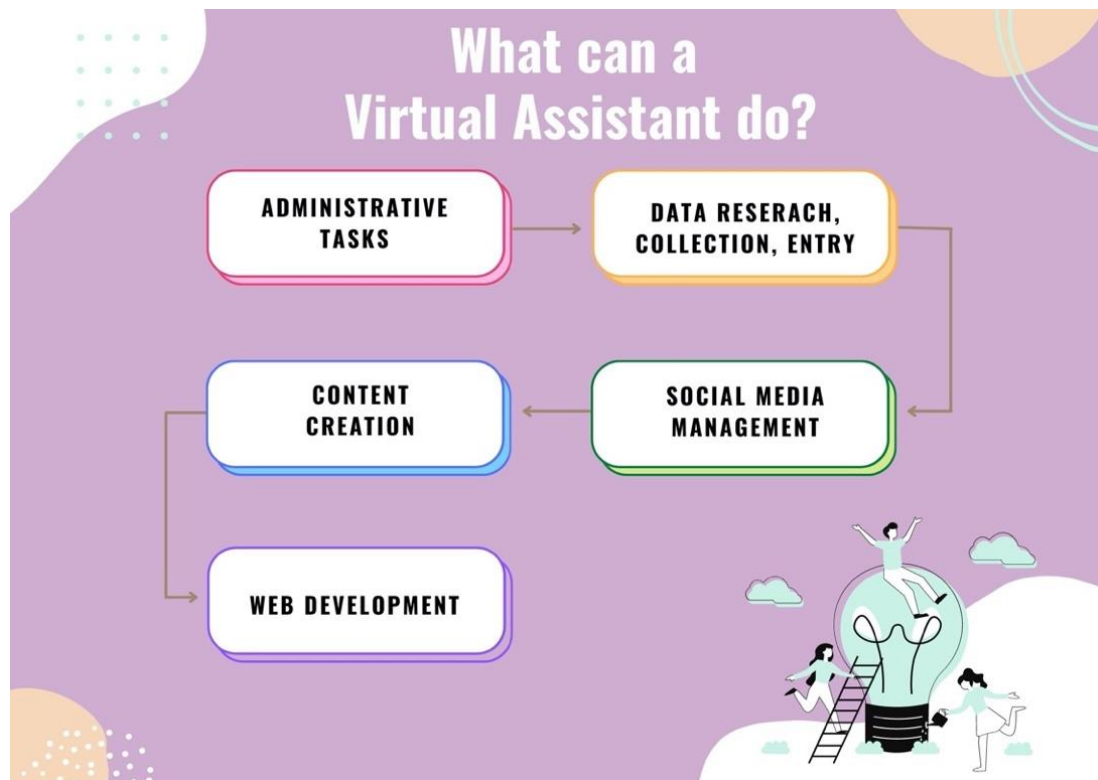 What can a
Virtual Assistant do?
ADMINISTRATIVE
TASKS
DATA RESERACH,
COLLECTION, ENTRY
SOCIAL MEDIA
MANAGEMENT
CONTENT
CREATION
WEB DEVELOPMENT